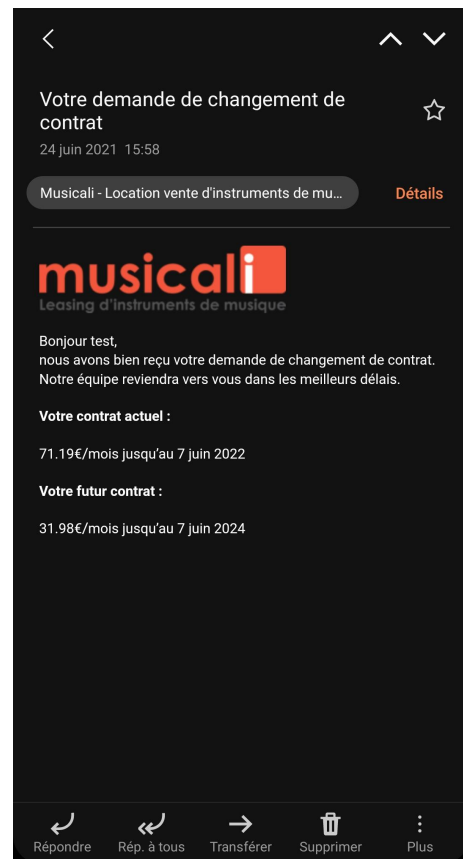 Votre demande de changement de
contrat
24 juin 2021 15:58
Musicali - Location vente d'instruments de mu...
Détails
musicali
Leasing d'instruments de musique
Bonjour test,
nous avons bien reçu votre demande de changement de contrat.
Notre équipe reviendra vers vous dans les meilleurs délais.
Votre contrat actuel :
71.19€/mois jusqu'au 7 juin 2022
Votre futur contrat :
31.98€/mois jusqu'au 7 juin 2024
Répondre
Rép. à tous
Transférer
Supprimer
Plus